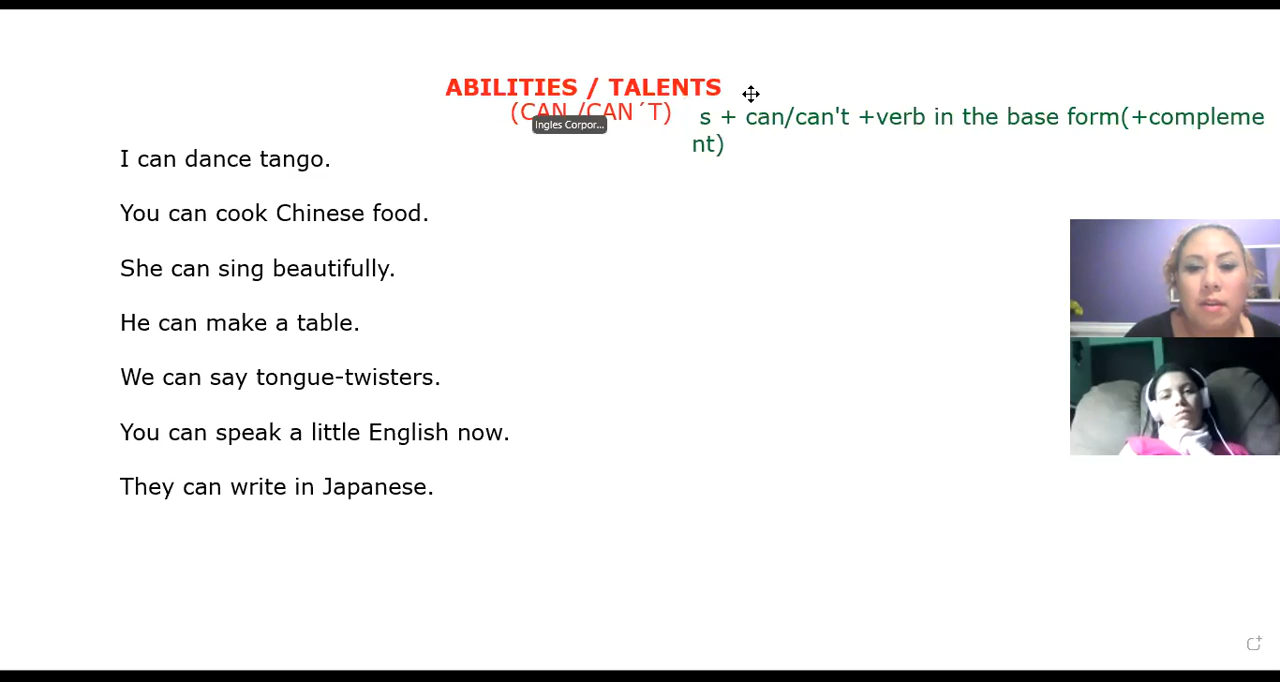 ABILITIES / TALENTS
(CAN /CAN´T)
Ingles Corpor...
s + can/can't +verb in the base form(+compleme
nt)
I can dance tango.
You can cook Chinese food.
She can sing beautifully.
He can make a table.
We can say tongue-twisters.
You can speak a little English now.
They can write in Japanese.